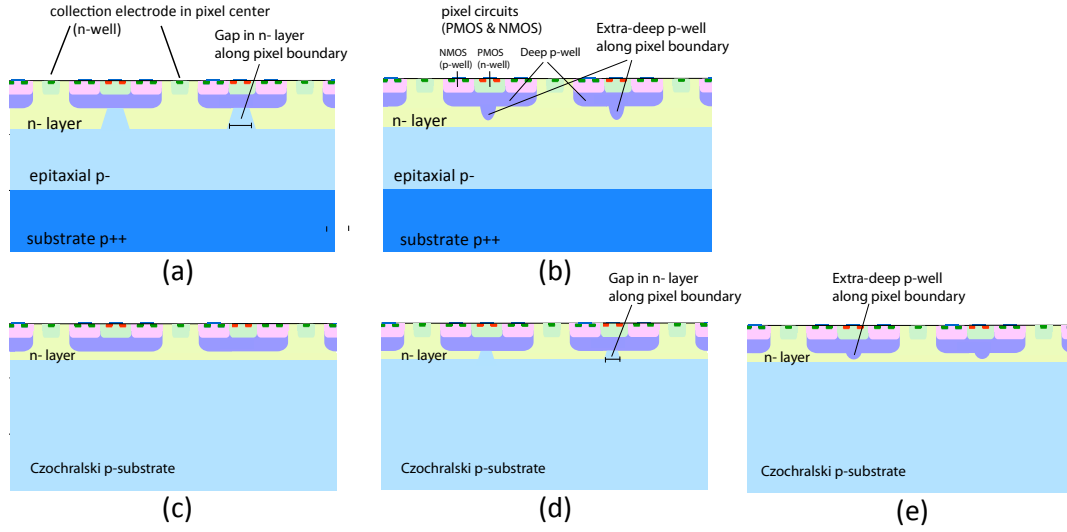 collection electrode in pixel center
(n-well)
Gap in n- layer
along pixel boundary
n- layer
epitaxial p-
substrate p++
(a)
pixel circuits
(PMOS & NMOS)
Extra-deep p-well
along pixel boundary
NMOS
(p-well)
PMOS
(n-well)
Deep p-well
n- layer
epitaxial p-
substrate p++
(b)
n- layer
Czochralski p-substrate
(c)
Gap in n- layer
along pixel boundary
n- layer
Czochralski p-substrate
(d)
Extra-deep p-well
along pixel boundary
n- layer
Czochralski p-substrate
(e)